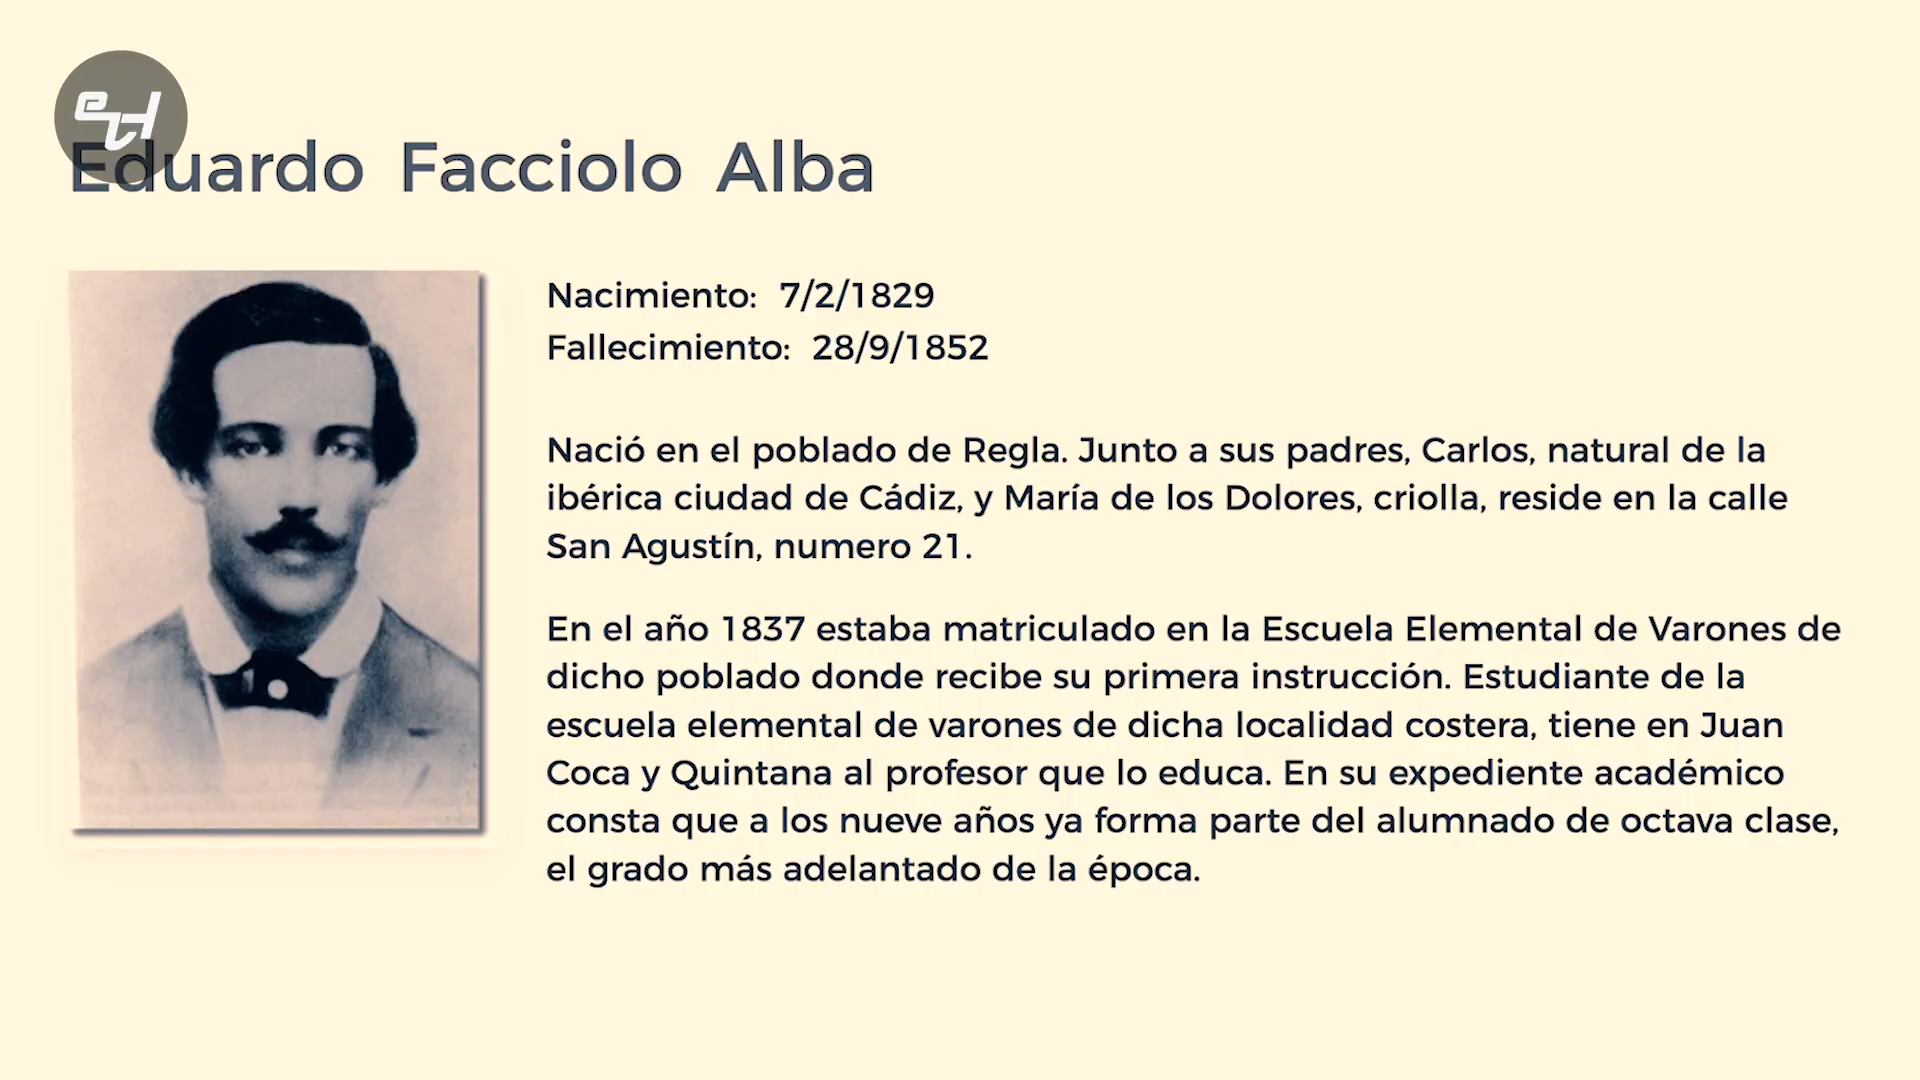 Eduardo Facciolo Alba
Nacimiento: 7/2/1829
Fallecimiento: 28/9/1852
Nació en el poblado de Regla. Junto a sus padres, Carlos, natural de la
ibérica ciudad de Cádiz, y María de los Dolores, criolla, reside en la calle
San Agustín, numero 21.
En el año 1837 estaba matriculado en la Escuela Elemental de Varones de
dicho poblado donde recibe su primera instrucción. Estudiante de la
escuela elemental de varones de dicha localidad costera, tiene en Juan
Coca y Quintana al profesor que lo educa. En su expediente académico
consta que a los nueve años ya forma parte del alumnado de octava clase,
el grado más adelantado de la época.